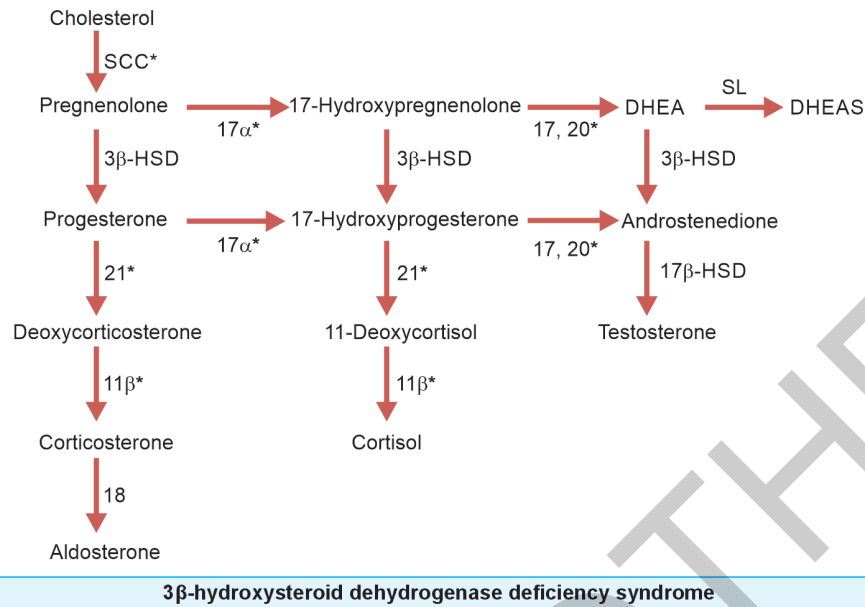 Cholesterol
SCC*
Pregnenolone
17α*
17-Hydroxypregnenolone
17, 20*
DHEA
SL
DHEAS
3β-HSD
3β-HSD
3β-HSD
Progesterone
17α*
17-Hydroxyprogesterone
17, 20*
Androstenedione
21*
21*
17β-HSD
Deoxycorticosterone
11-Deoxycortisol
Testosterone
11β*
11β*
Corticosterone
Cortisol
18
Aldosterone
THE
3β-hydroxysteroid dehydrogenase deficiency syndrome